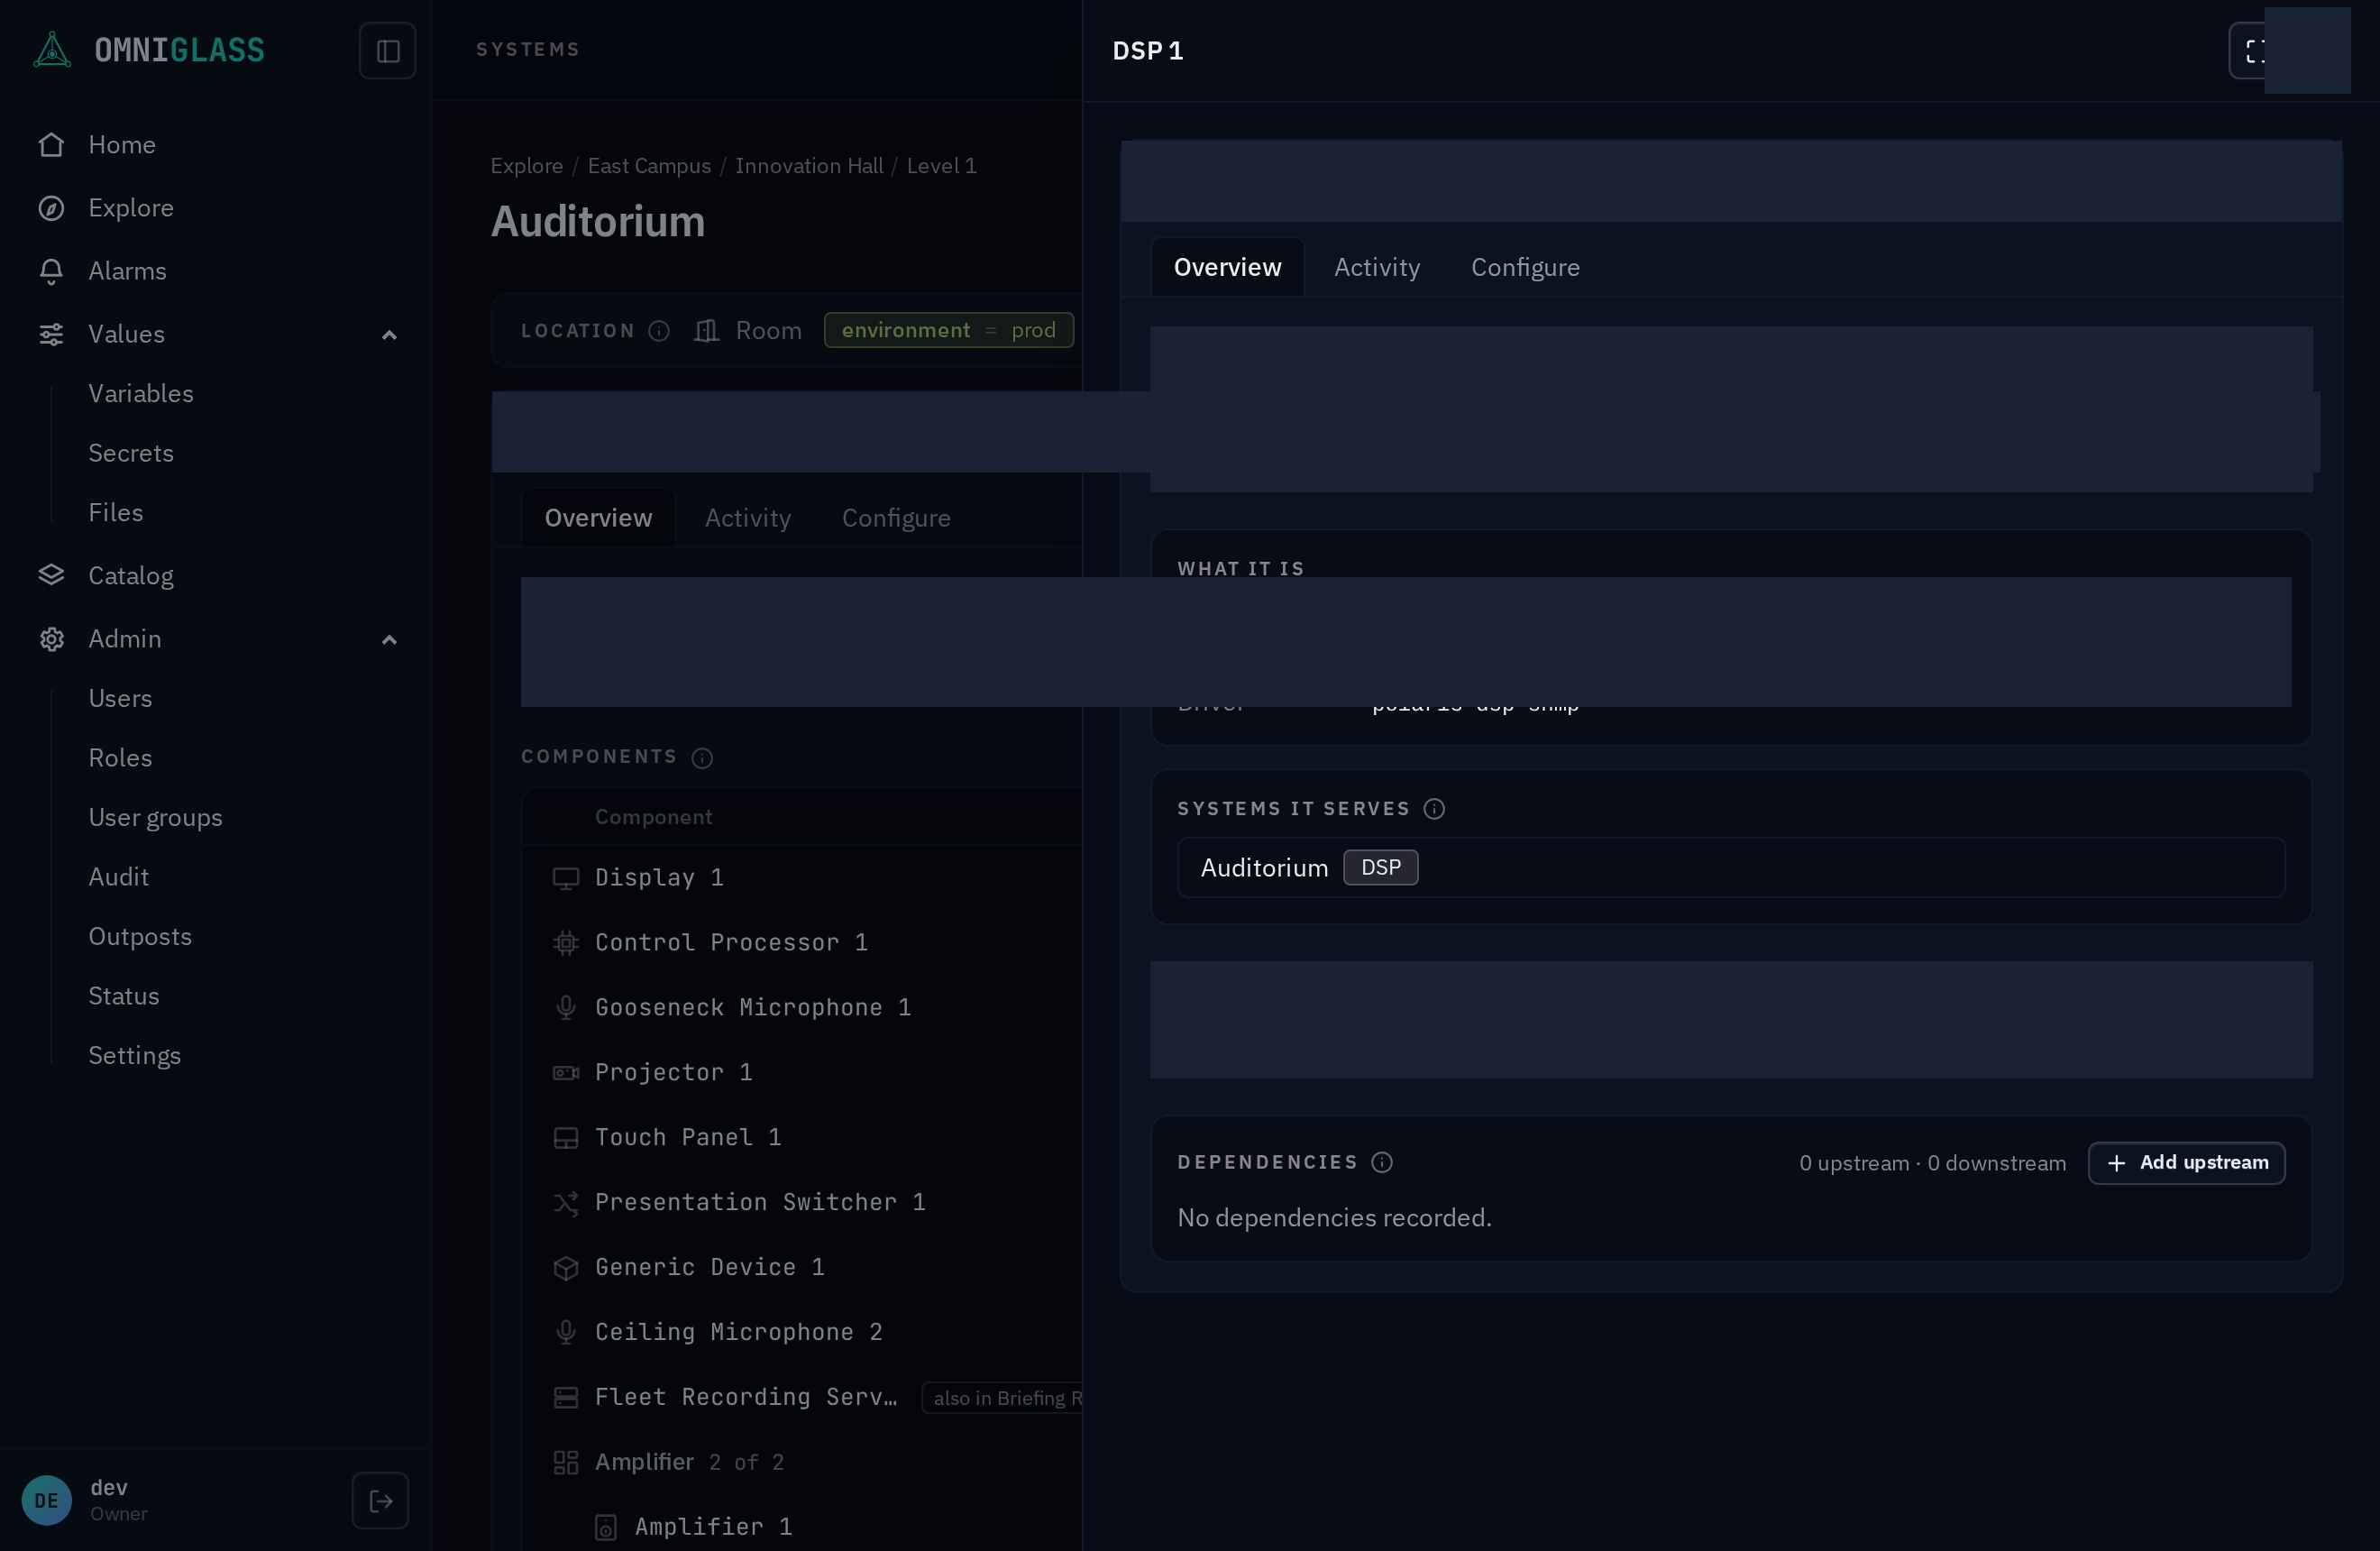 OMNIGLASS
Home
Explore
Alarms
Values
Variables
Secrets
Files
Catalog
Admin
Users
Roles
User groups
Audit
Outposts
Status
Settings
DE
dev
Owner
SYSTEMS
Explore / East Campus / Innovation Hall / Level 1
Auditorium
LOCATION Room environment = prod
Overview Activity Configure
COMPONENTS
Component
Display 1
Control Processor 1
Gooseneck Microphone 1
Projector 1
Touch Panel 1
Presentation Switcher 1
Generic Device 1
Ceiling Microphone 2
Fleet Recording Serv… also in Briefing R
Amplifier 2 of 2
Amplifier 1
DSP 1
Overview Activity Configure
WHAT IT IS
SYSTEMS IT SERVES
Auditorium DSP
DEPENDENCIES 0 upstream · 0 downstream + Add upstream
No dependencies recorded.